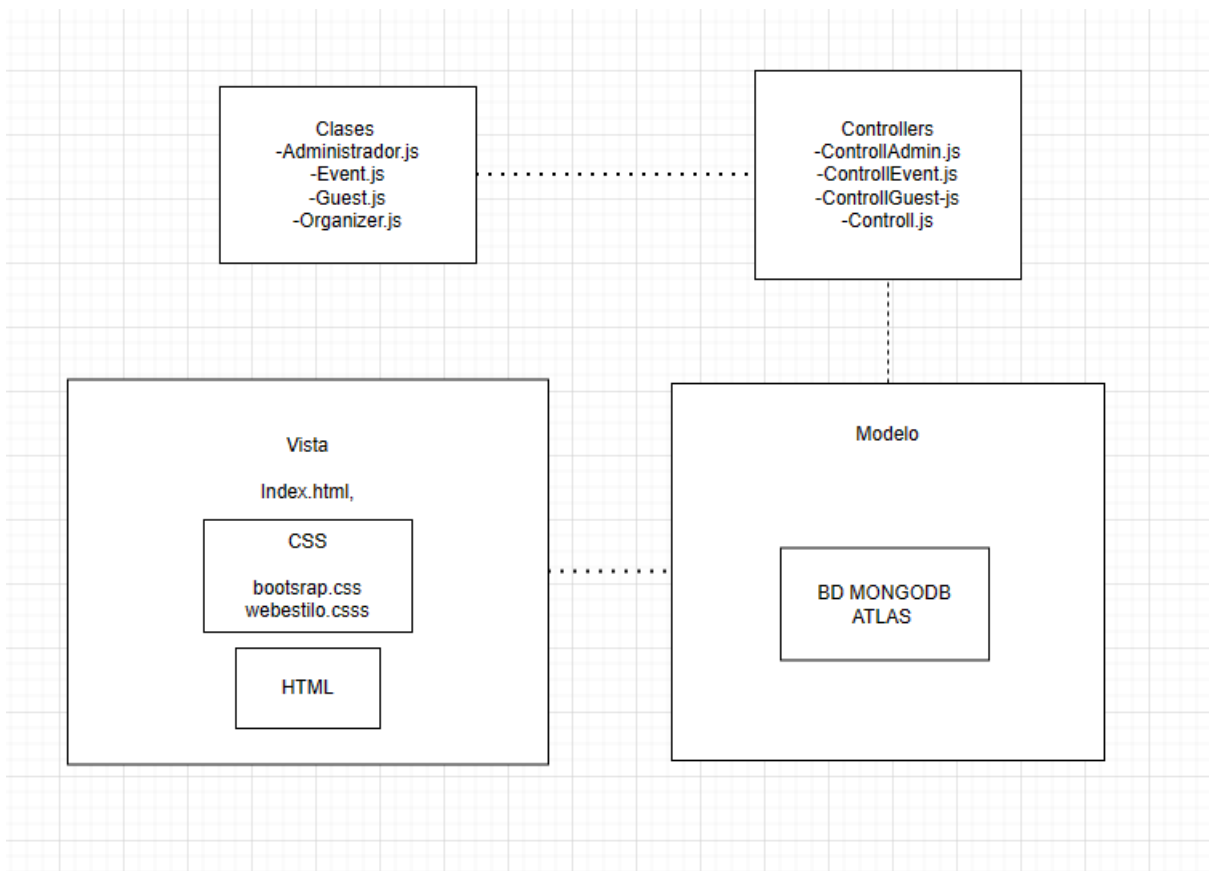 Clases
-Administrador.js
-Event.js
-Guest.js
-Organizer.js
Controllers
-ControllAdmin.js
-ControllEvent.js
-ControllGuest-js
-Controll.js
Vista
Index.html,
CSS
bootsrap.css
webestilo.csss
HTML
Modelo
BD MONGODB
ATLAS